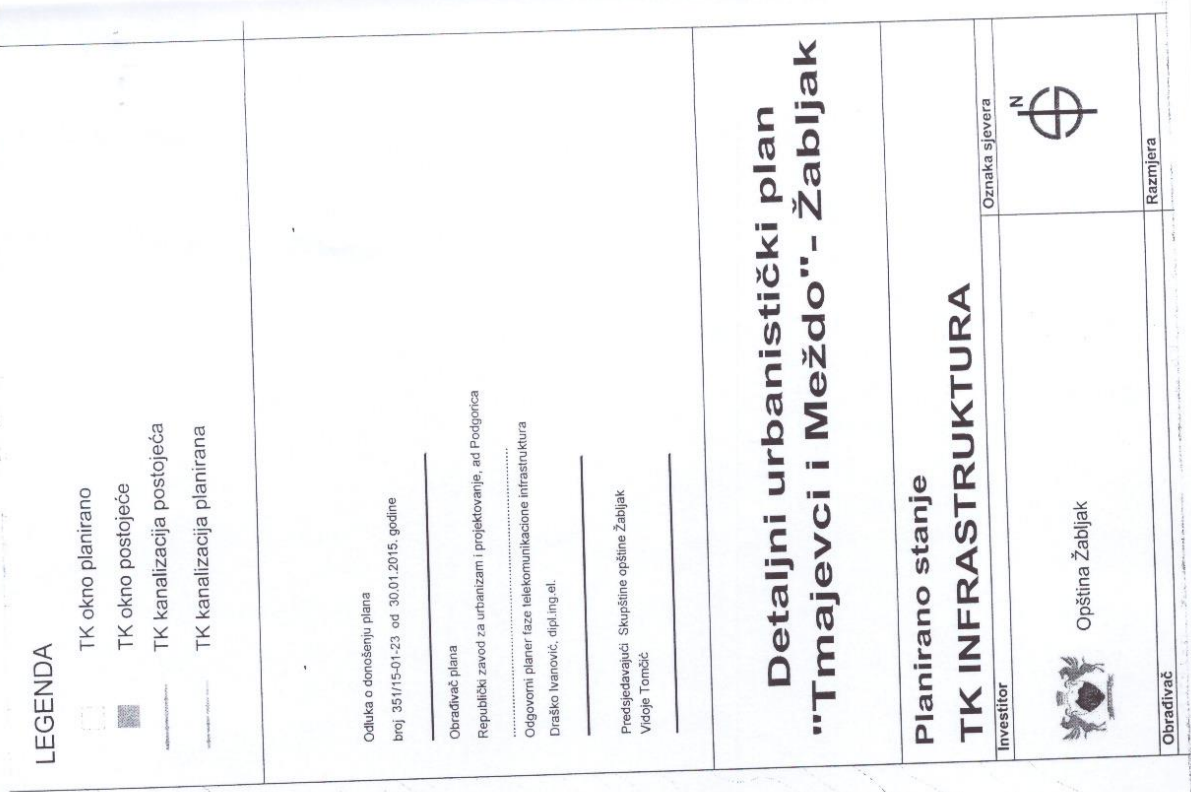 LEGENDA
TK okno planirano
TK okno postojeće
TK kanalizacija postojeća
TK kanalizacija planirana
Odluka o donošenju plana
broj 351/15-01-23 od 30.01.2015. godine
Obrađivač plana
Republički zavod za urbanizam i projektovanje, ad Podgorica
Odgovorni planer faze telekomunikacione infrastruktura
Draško Ivanović, dipl.ing.el.
Predsjedavajući Skupštine opštine Žabljak
Vidoje Tomčić
Detaljni urbanistički plan
"Tmajevci i Meždo"- Žabljak
Planirano stanje
TK INFRASTRUKTURA
Investitor
Oznaka sjevera
Opština Žabljak
N
Obrađivač
Razmjera